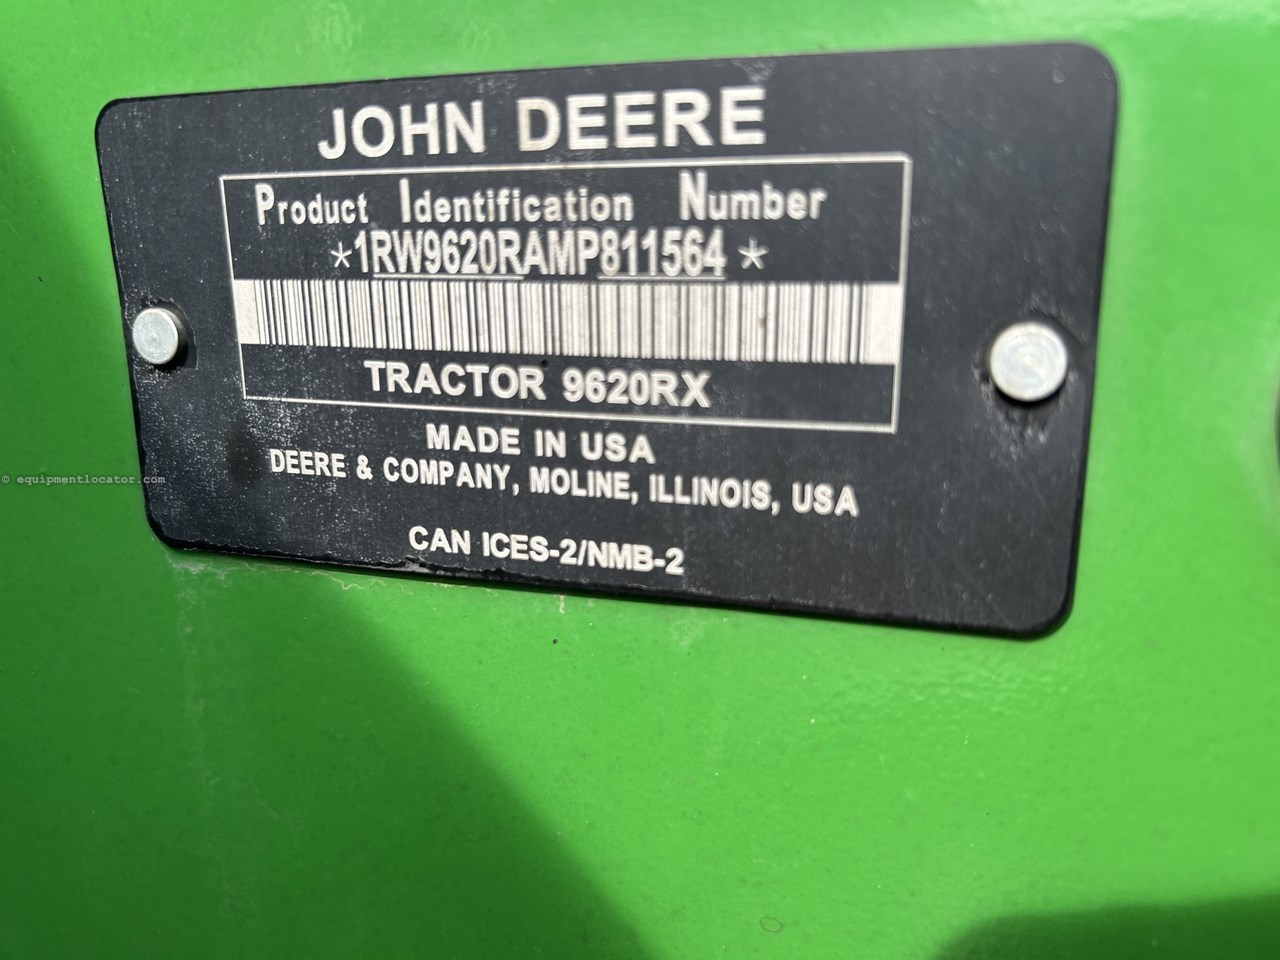 JOHN DEERE
Product Identification Number
*1RW9620RAMP811564*
TRACTOR 9620RX
MADE IN USA
DEERE & COMPANY, MOLINE, ILLINOIS, USA
CAN ICES-2/NMB-2
© equipmentlocator.com